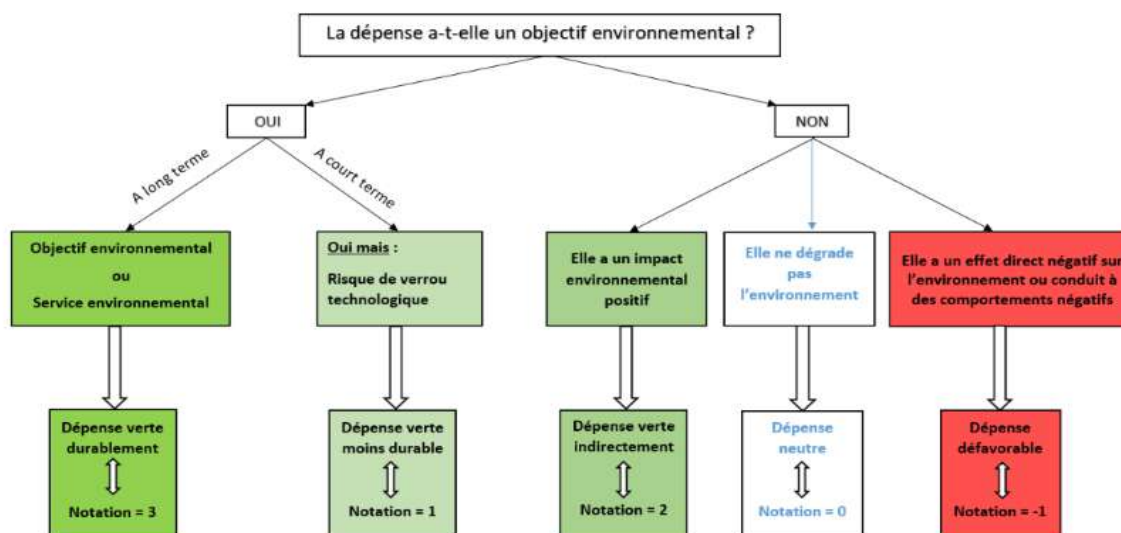 La dépense a-t-elle un objectif environnemental ?
OUI
NON
A long terme
A court terme
Objectif environnemental
ou
Service environnemental
Oui mais :
Risque de verrou
technologique
Elle a un impact
environnemental
positif
Elle ne dégrade
pas
l'environnement
Elle a un effet direct négatif sur
l'environnement ou conduit à
des comportements négatifs
Dépense verte
durablement
Notation = 3
Dépense verte
moins durable
Notation = 1
Dépense verte
indirectement
Notation = 2
Dépense
neutre
Notation = 0
Dépense
défavorable
Notation = -1